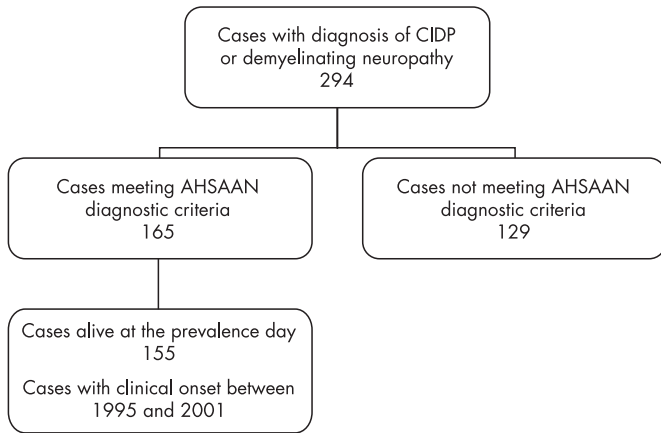 Cases with diagnosis of CIDP
or demyelinating neuropathy
294
Cases meeting AHSAAN
diagnostic criteria
165
Cases not meeting AHSAAN
diagnostic criteria
129
Cases alive at the prevalence day
155
Cases with clinical onset between
1995 and 2001